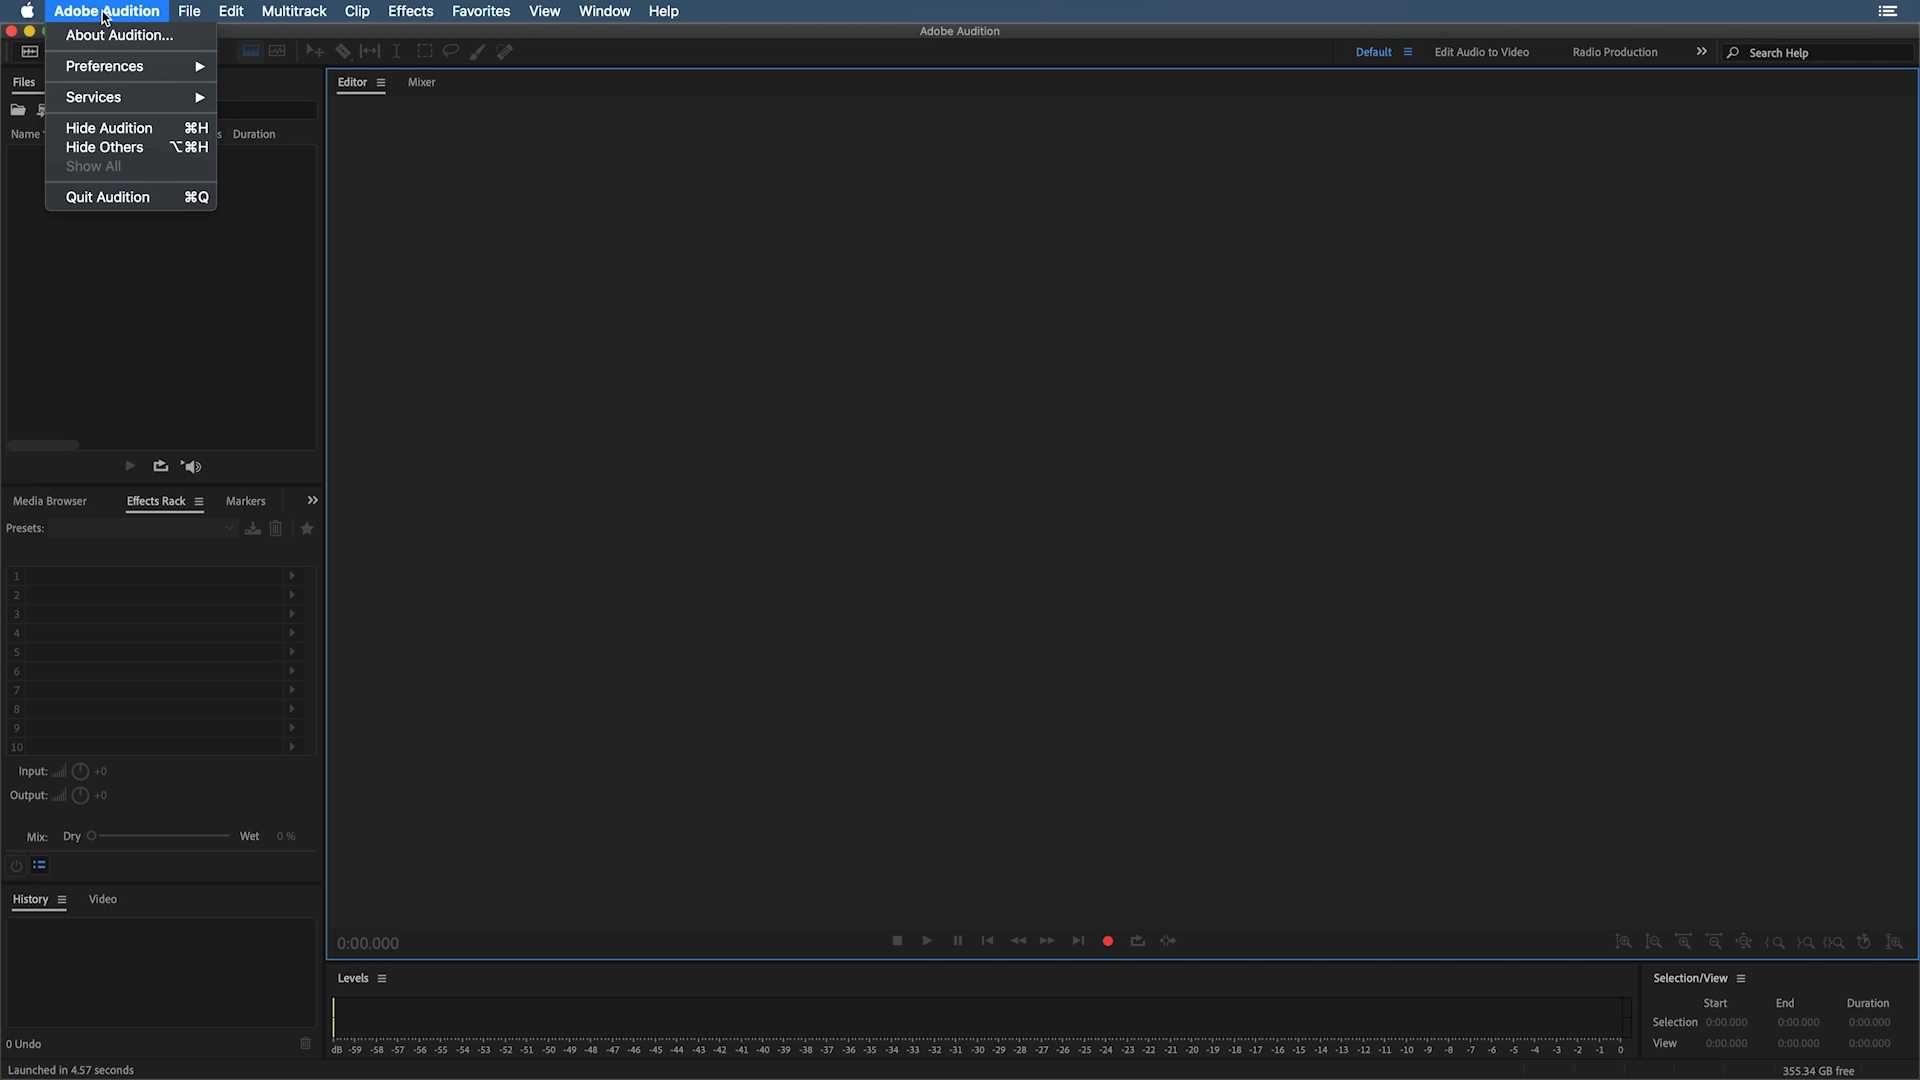 Adobe Audition File Edit Multitrack Clip Effects Favorites View Window Help
Adobe Audition
About Audition...
Preferences
Services
Hide Audition ⌘H
Hide Others ⌥⌘H
Show All
Quit Audition ⌘Q
Default Edit Audio to Video Radio Production Search Help
Files
Name Duration
Editor Mixer
Media Browser Effects Rack Markers
Presets:
1
2
3
4
5
6
7
8
9
10
Input: +0
Output: +0
Mix: Dry Wet 0 %
History Video
0 Undo
Launched in 4.57 seconds
0:00.000
Levels
dB -59 -58 -57 -56 -55 -54 -53 -52 -51 -50 -49 -48 -47 -46 -45 -44 -43 -42 -41 -40 -39 -38 -37 -36 -35 -34 -33 -32 -31 -30 -29 -28 -27 -26 -25 -24 -23 -22 -21 -20 -19 -18 -17 -16 -15 -14 -13 -12 -11 -10 -9 -8 -7 -6 -5 -4 -3 -2 -1 0
Selection/View
Start End Duration
Selection 0:00.000 0:00.000 0:00.000
View 0:00.000 0:00.000 0:00.000
355.34 GB free